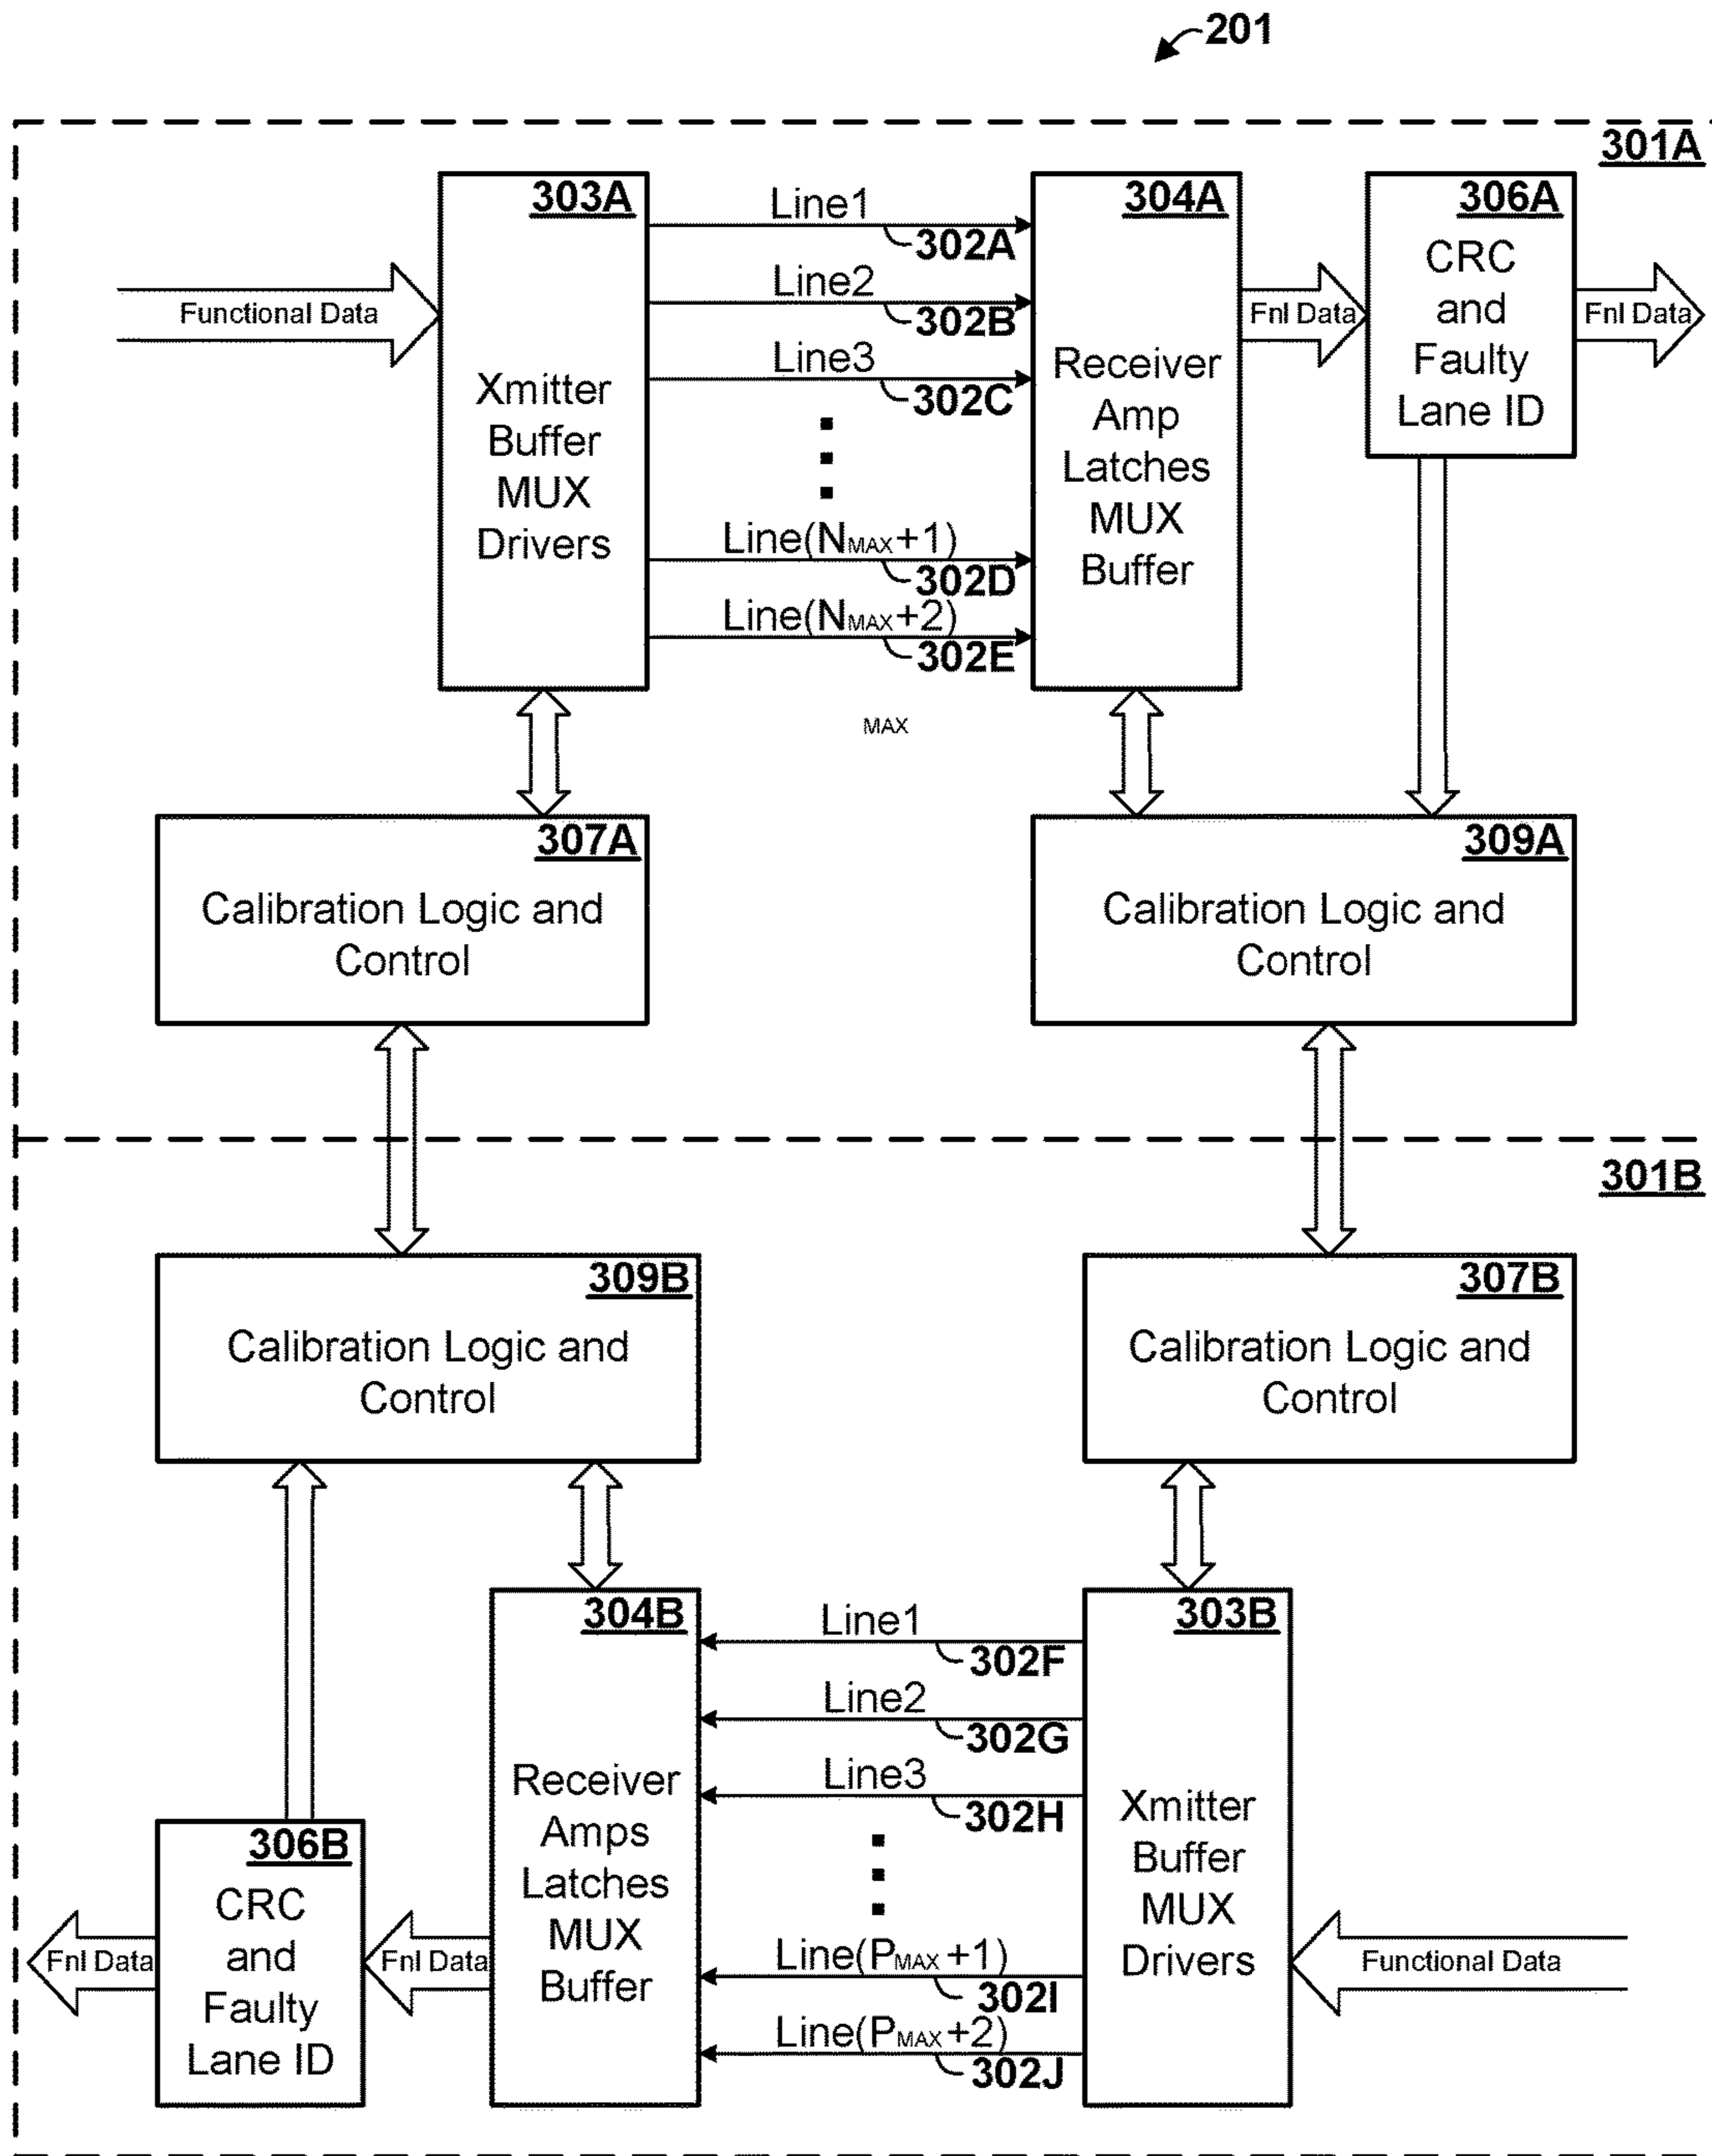 201
301A
303A
Xmitter
Buffer
MUX
Drivers
Functional Data
Line1
302A
Line2
302B
Line3
302C
Line(NMAX+1)
302D
Line(NMAX+2)
302E
MAX
304A
Receiver
Amp
Latches
MUX
Buffer
Fnl Data
306A
CRC
and
Faulty
Lane ID
Fnl Data
307A
Calibration Logic and
Control
309A
Calibration Logic and
Control
301B
309B
Calibration Logic and
Control
307B
Calibration Logic and
Control
304B
Receiver
Amps
Latches
MUX
Buffer
Line1
302F
Line2
302G
Line3
302H
Line(PMAX+1)
302I
Line(PMAX+2)
302J
303B
Xmitter
Buffer
MUX
Drivers
Functional Data
306B
CRC
and
Faulty
Lane ID
Fnl Data
Fnl Data